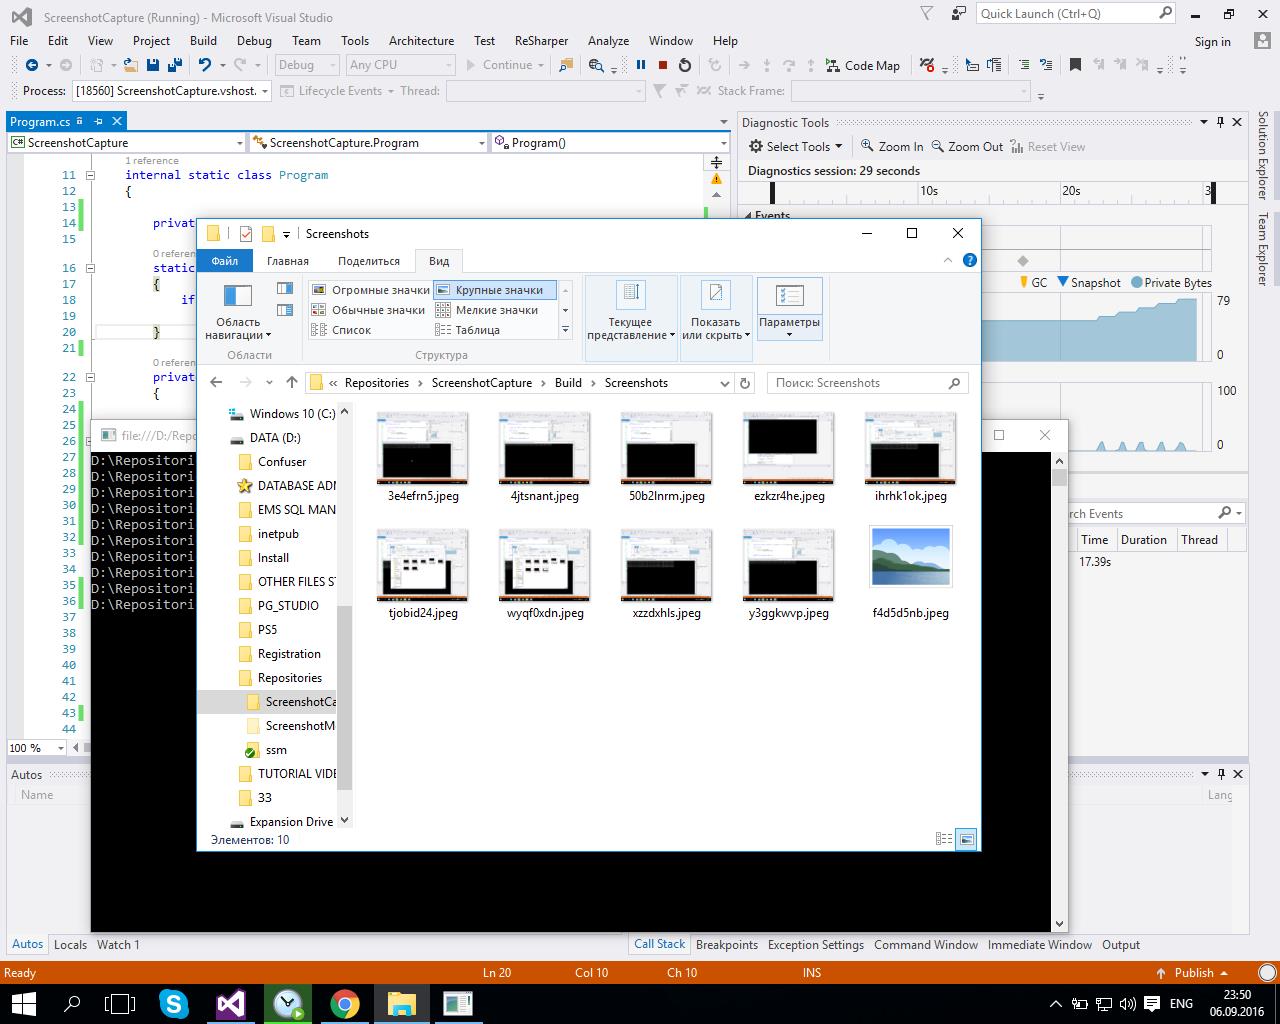 ScreenshotCapture (Running) - Microsoft Visual Studio
Quick Launch (Ctrl+Q)
File Edit View Project Build Debug Team Tools Architecture Test ReSharper Analyze Window Help
Sign in
Debug Any CPU Continue Code Map
Process: [18560] ScreenshotCapture.vshost. Lifecycle Events Thread: Stack Frame:
Program.cs
ScreenshotCapture ScreenshotCapture.Program Program()
1 reference
11 internal static class Program
12 {
13
14 privat
15
0 referenc
16 static
17 {
18 if
19
20 }
21
0 referenc
22 private
23 {
24
25
26
27
28
29
30
31
32
33
34
35
36
37
38
39
40
41
42
43
44
100 %
Diagnostic Tools
Select Tools Zoom In Zoom Out Reset View
Diagnostics session: 29 seconds
10s 20s 3
Events
GC Snapshot Private Bytes
79
0
100
0
Search Events
Time Duration Thread
17.39s
Solution Explorer
Team Explorer
file:///D:/Repo
D:\Repositori
D:\Repositori
D:\Repositori
D:\Repositori
D:\Repositori
D:\Repositori
D:\Repositori
D:\Repositori
D:\Repositori
D:\Repositori
Screenshots
Файл Главная Поделиться Вид
Область навигации
Области
Огромные значки Крупные значки
Обычные значки Мелкие значки
Список Таблица
Структура
Текущее представление
Показать или скрыть
Параметры
« Repositories › ScreenshotCapture › Build › Screenshots
Поиск: Screenshots
Windows 10 (C:)
DATA (D:)
Confuser
DATABASE ADM
EMS SQL MAN
inetpub
Install
OTHER FILES ST
PG_STUDIO
PS5
Registration
Repositories
ScreenshotCa
ScreenshotM
ssm
TUTORIAL VIDE
33
Expansion Drive
3e4efrn5.jpeg 4jtsnant.jpeg 50b2lnrm.jpeg ezkzr4he.jpeg ihrhk1ok.jpeg
tjobid24.jpeg wyqf0xdn.jpeg xzzdxhls.jpeg y3ggkwvp.jpeg f4d5d5nb.jpeg
Элементов: 10
Autos
Name Lang
Autos Locals Watch 1
Call Stack Breakpoints Exception Settings Command Window Immediate Window Output
Ready Ln 20 Col 10 Ch 10 INS Publish
ENG
23:50
06.09.2016